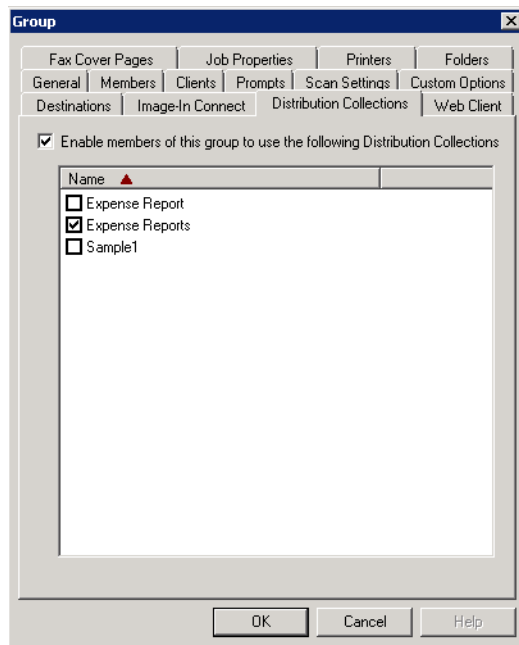 Group
Fax Cover Pages Job Properties Printers Folders
General Members Clients Prompts Scan Settings Custom Options
Destinations Image-In Connect Distribution Collections Web Client
Enable members of this group to use the following Distribution Collections
Name
Expense Report
Expense Reports
Sample1
OK Cancel Help